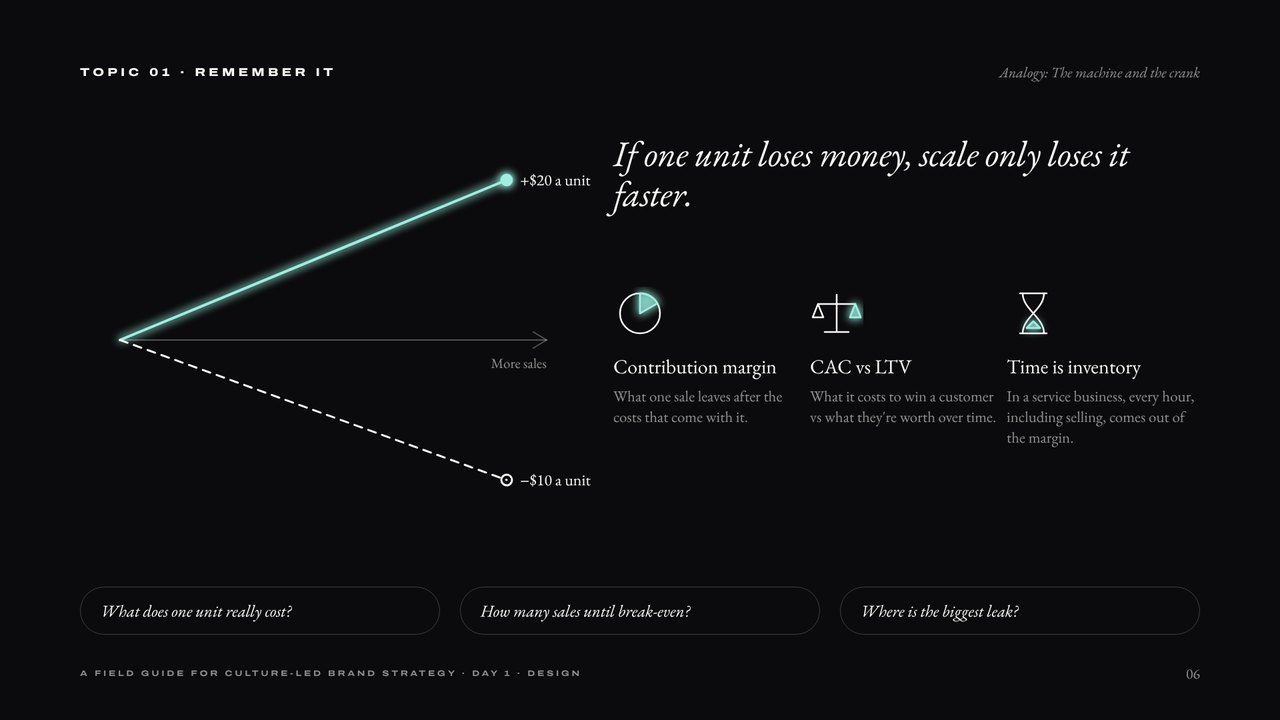 TOPIC 01 · REMEMBER IT
Analogy: The machine and the crank
If one unit loses money, scale only loses it
faster.
+$20 a unit
More sales
−$10 a unit
Contribution margin
What one sale leaves after the
costs that come with it.
CAC vs LTV
What it costs to win a customer
vs what they're worth over time.
Time is inventory
In a service business, every hour,
including selling, comes out of
the margin.
What does one unit really cost?
How many sales until break-even?
Where is the biggest leak?
A FIELD GUIDE FOR CULTURE-LED BRAND STRATEGY · DAY 1 · DESIGN
06